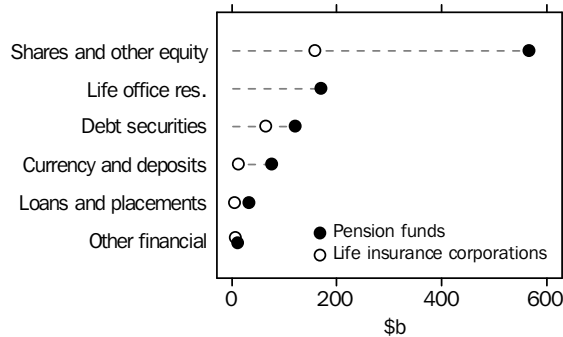 Shares and other equity
Life office res.
Debt securities
Currency and deposits
Loans and placements
Other financial
Pension funds
Life insurance corporations
0 200 400 600
$b